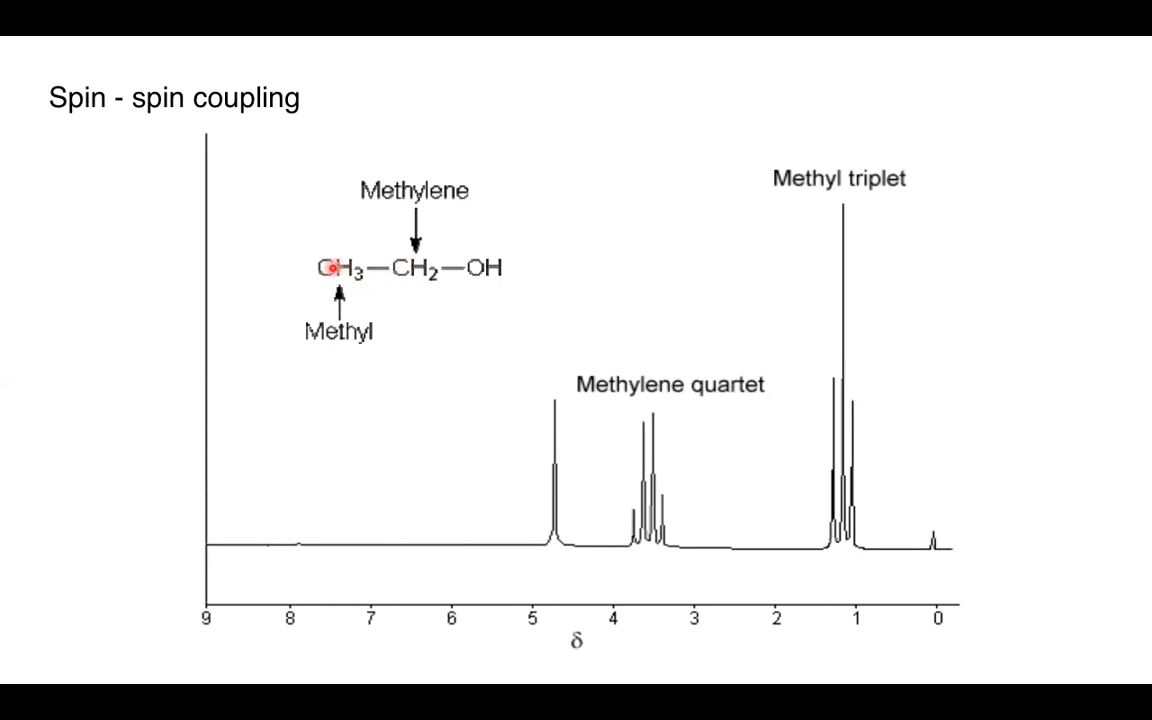 Spin - spin coupling
Methyl triplet
Methylene
CH3—CH2—OH
Methyl
Methylene quartet
9 8 7 6 5 4 3 2 1 0
δ